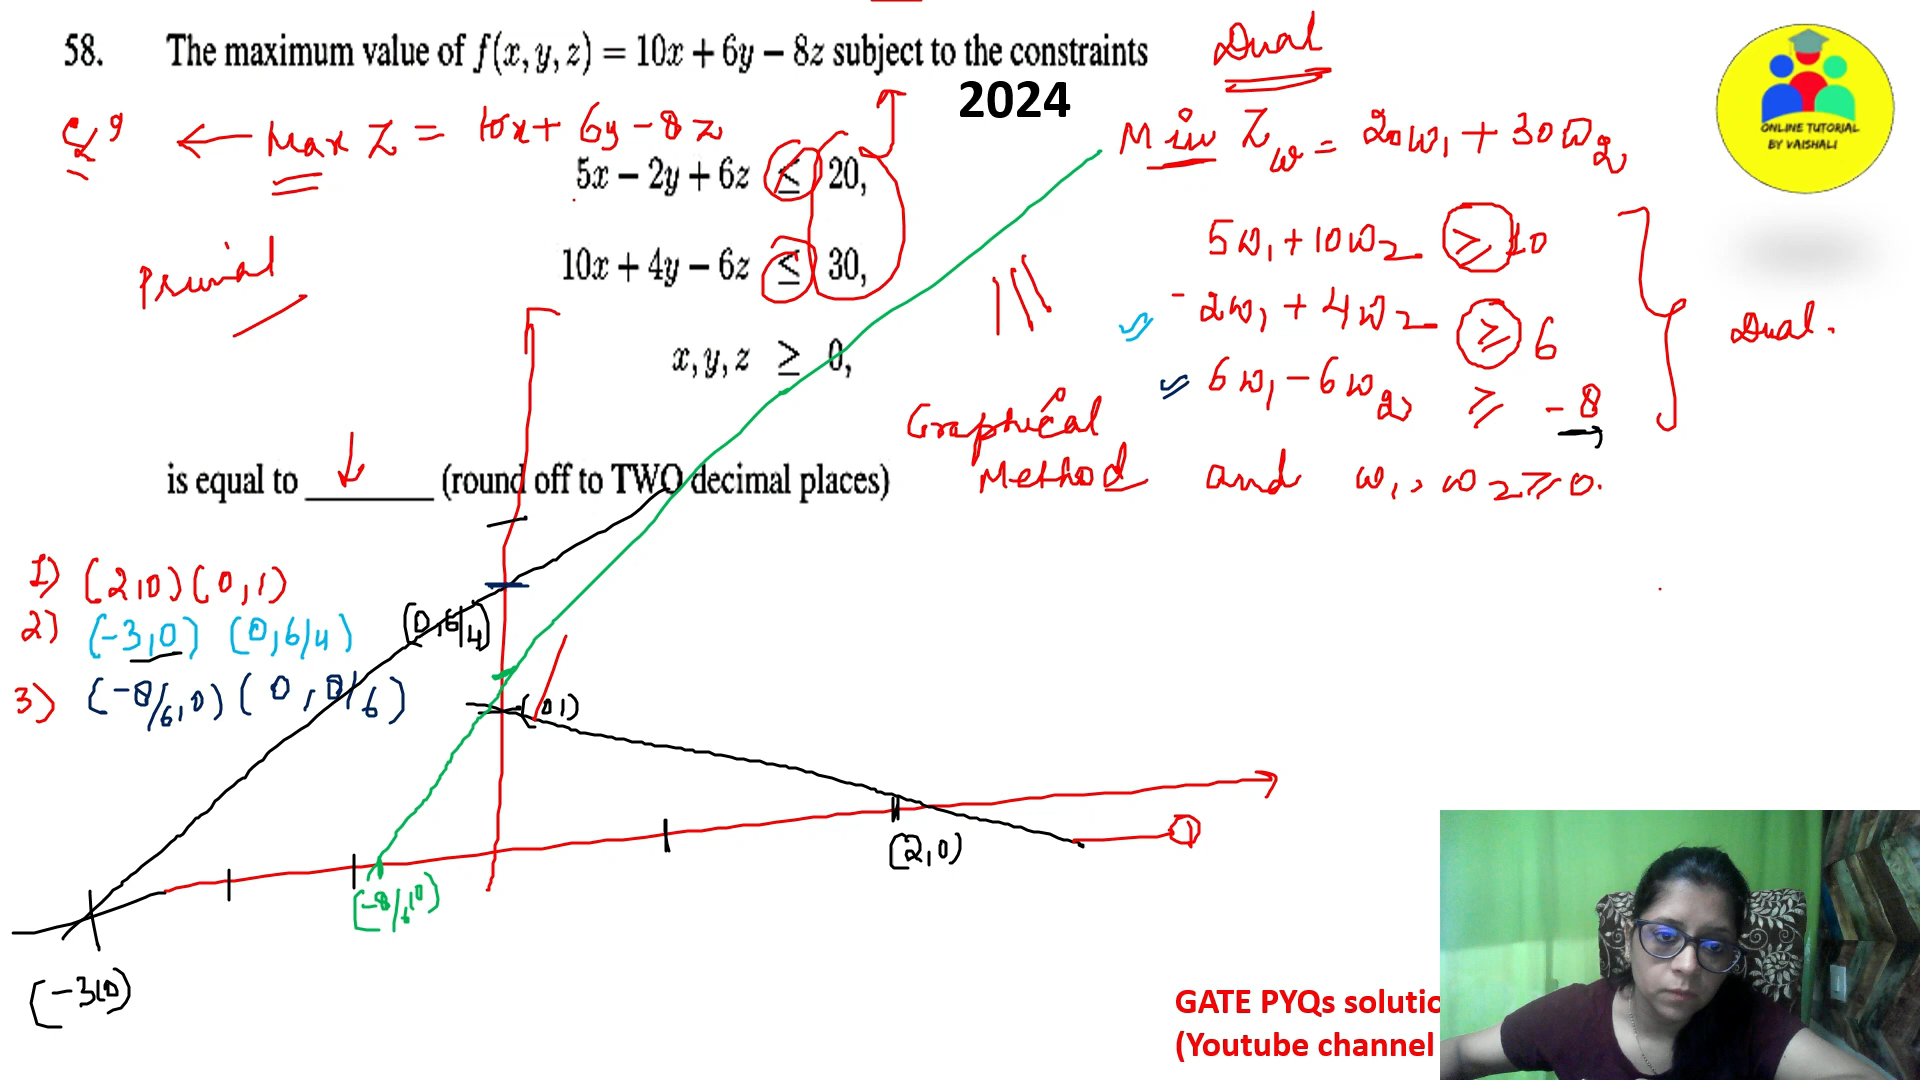 58. The maximum value of f(x, y, z) = 10x + 6y − 8z subject to the constraints
Dual
2024
← Max Z = 10x + 6y - 8z
Min Z_w = 20w₁ + 30w₂
ONLINE TUTORIAL
BY VAISHALI
5x − 2y + 6z ≤ 20,
5w₁ + 10w₂ ≥ 10
Primal
10x + 4y − 6z ≤ 30,
-2w₁ + 4w₂ ≥ 6
Dual.
x, y, z ≥ 0,
6w₁ - 6w₂ ≥ -8
Graphical
Method
and w₁, w₂ ≥ 0.
is equal to ________ (round off to TWO decimal places)
1) (2,0) (0,1)
2) (-3,0) (0,6/4)
(0,6/4)
3) (-8/6,0) (0,8/6)
(0,1)
(2,0)
1
(-8/6,0)
(-3,0)
GATE PYQs solutio
(Youtube channel